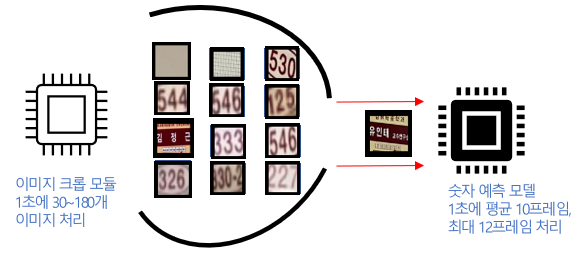 530
544
546
125
김 정 근
333
546
326
330-2
227
유인태
이미지 크롭 모듈
1초에 30~180개
이미지 처리
숫자 예측 모델
1초에 평균 10프레임,
최대 12프레임 처리